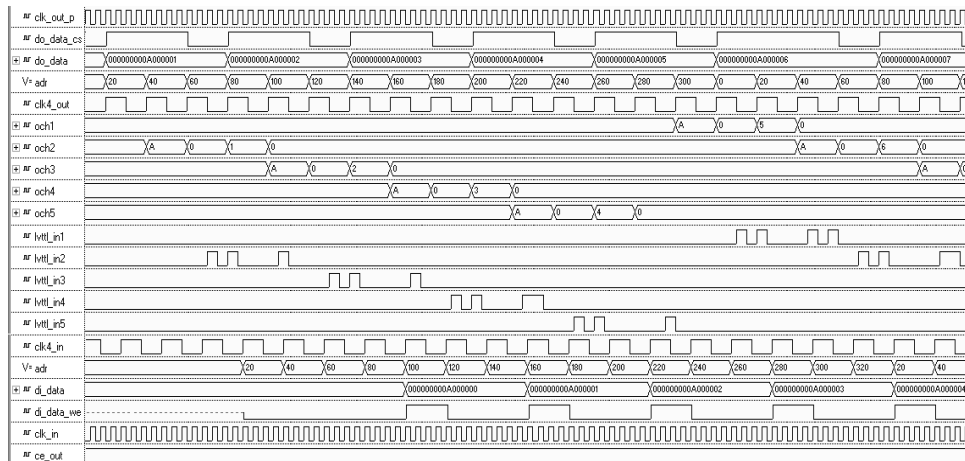 clk_out_p
do_data_cs
do_data 000000000A000001 000000000A000002 000000000A000003 000000000A000004 000000000A000005 000000000A000006 000000000A000007
V= adr 20 40 60 80 100 120 140 160 180 200 220 240 260 280 300 0 20 40 60 80 100
clk4_out
och1 A 0 5 0
och2 A 0 1 0 A 0 6 0
och3 A 0 2 0 A
och4 A 0 3 0
och5 A 0 4 0
lvttl_in1
lvttl_in2
lvttl_in3
lvttl_in4
lvttl_in5
clk4_in
V= adr 20 40 60 80 100 120 140 160 180 200 220 240 260 280 300 320 20 40
di_data 000000000A000000 000000000A000001 000000000A000002 000000000A000003 000000000A000004
di_data_we
clk_in
ce_out